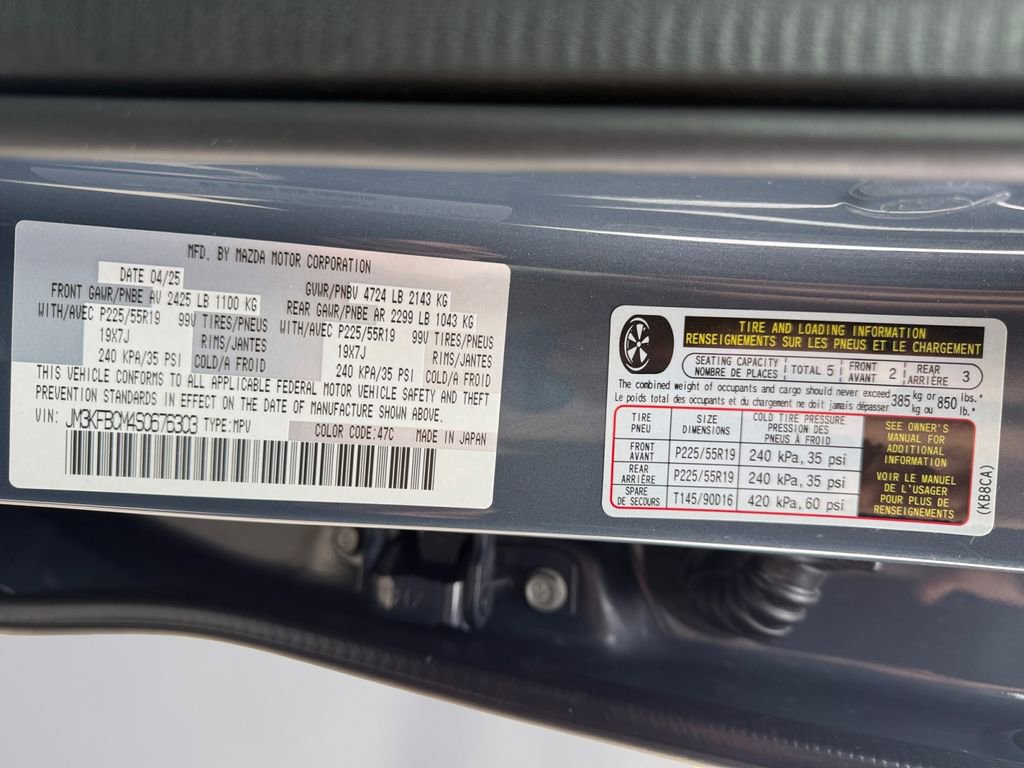 MFD. BY MAZDA MOTOR CORPORATION
DATE 04/25
GVWR/PNBV 4724 LB 2143 KG
FRONT GAWR/PNBE AV 2425 LB 1100 KG
REAR GAWR/PNBE AR 2299 LB 1043 KG
WITH/AVEC P225/55R19 99V TIRES/PNEUS
WITH/AVEC P225/55R19 99V TIRES/PNEUS
19X7J RIMS/JANTES
19X7J RIMS/JANTES
240 KPA/35 PSI COLD/A FROID
240 KPA/35 PSI COLD/A FROID
THIS VEHICLE CONFORMS TO ALL APPLICABLE FEDERAL MOTOR VEHICLE SAFETY AND THEFT
PREVENTION STANDARDS IN EFFECT ON THE DATE OF MANUFACTURE SHOWN ABOVE.
VIN: JM3KFBCM4S0676303 TYPE:MPV
COLOR CODE:47C MADE IN JAPAN
TIRE AND LOADING INFORMATION
RENSEIGNEMENTS SUR LES PNEUS ET LE CHARGEMENT
SEATING CAPACITY TOTAL 5 FRONT 2 REAR 3
NOMBRE DE PLACES AVANT ARRIÈRE
The combined weight of occupants and cargo should never exceed 385 kg or 850 lbs.*
Le poids total des occupants et du chargement ne doit jamais dépasser kg ou lb.*
TIRE SIZE COLD TIRE PRESSURE
PNEU DIMENSIONS PRESSION DES PNEUS À FROID
FRONT AVANT P225/55R19 240 kPa, 35 psi
REAR ARRIÈRE P225/55R19 240 kPa, 35 psi
SPARE DE SECOURS T145/90D16 420 kPa, 60 psi
SEE OWNER'S
MANUAL FOR
ADDITIONAL
INFORMATION
VOIR LE MANUEL
DE L'USAGER
POUR PLUS DE
RENSEIGNEMENTS
(KB8CA)